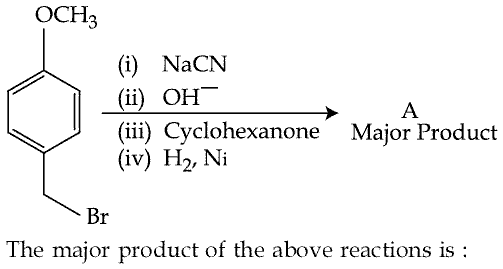 OCH₃
(i) NaCN
(ii) OH⁻
(iii) Cyclohexanone
(iv) H₂, Ni
A
Major Product
Br
The major product of the above reactions is :